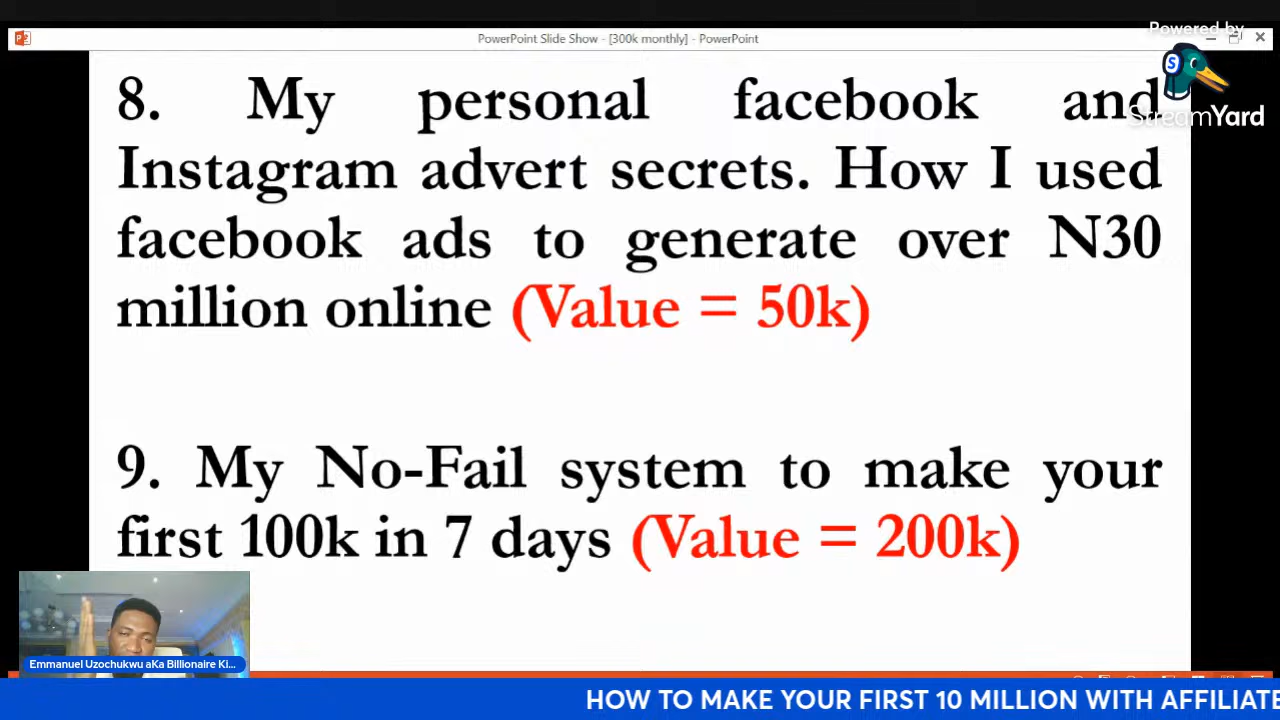 PowerPoint Slide Show - [300k monthly] - PowerPoint
Powered by
StreamYard
8. My personal facebook and
Instagram advert secrets. How I used
facebook ads to generate over N30
million online (Value = 50k)
9. My No-Fail system to make your
first 100k in 7 days (Value = 200k)
Emmanuel Uzochukwu aKa Billionaire Ki...
HOW TO MAKE YOUR FIRST 10 MILLION WITH AFFILIATE